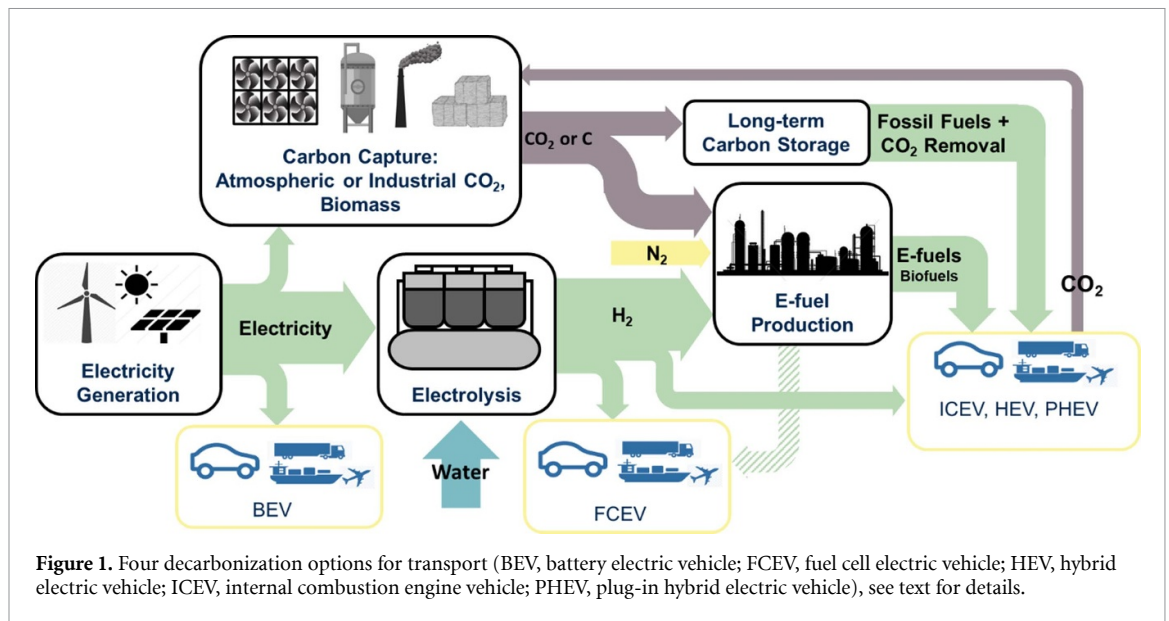 Carbon Capture:
Atmospheric or Industrial CO₂,
Biomass
CO₂ or C
Long-term
Carbon Storage
Fossil Fuels +
CO₂ Removal
N₂
E-fuels
Biofuels
CO₂
Electricity
Electricity
Generation
Electrolysis
H₂
E-fuel
Production
ICEV, HEV, PHEV
Water
BEV
FCEV
Figure 1. Four decarbonization options for transport (BEV, battery electric vehicle; FCEV, fuel cell electric vehicle; HEV, hybrid
electric vehicle; ICEV, internal combustion engine vehicle; PHEV, plug-in hybrid electric vehicle), see text for details.